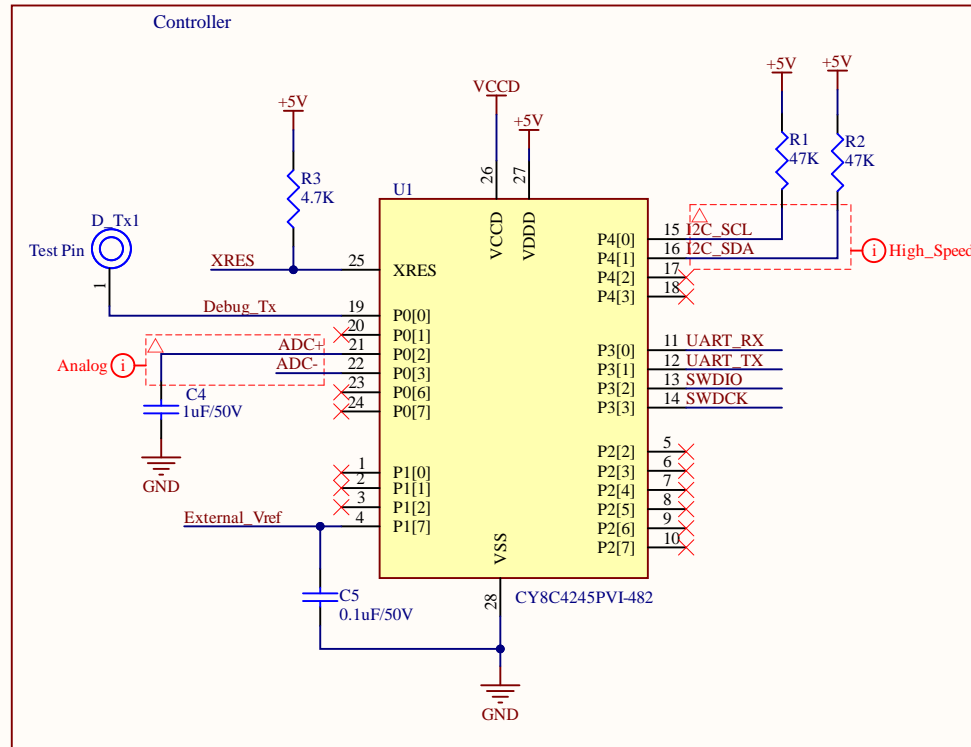 Controller
+5V
+5V
VCCD
+5V
+5V
R1
47K
R2
47K
R3
4.7K
26
27
U1
VCCD
VDDD
D_Tx1
Test Pin
1
XRES
25
XRES
Debug_Tx
19
P0[0]
20
P0[1]
ADC+
21
P0[2]
ADC-
22
P0[3]
23
P0[6]
24
P0[7]
Analog
i
C4
1uF/50V
GND
1
P1[0]
2
P1[1]
3
P1[2]
External_Vref
4
P1[7]
C5
0.1uF/50V
P4[0]
15
I2C_SCL
P4[1]
16
I2C_SDA
P4[2]
17
P4[3]
18
i
High_Speed
P3[0]
11
UART_RX
P3[1]
12
UART_TX
P3[2]
13
SWDIO
P3[3]
14
SWDCK
P2[2]
5
P2[3]
6
P2[4]
7
P2[5]
8
P2[6]
9
P2[7]
10
VSS
28
CY8C4245PVI-482
GND